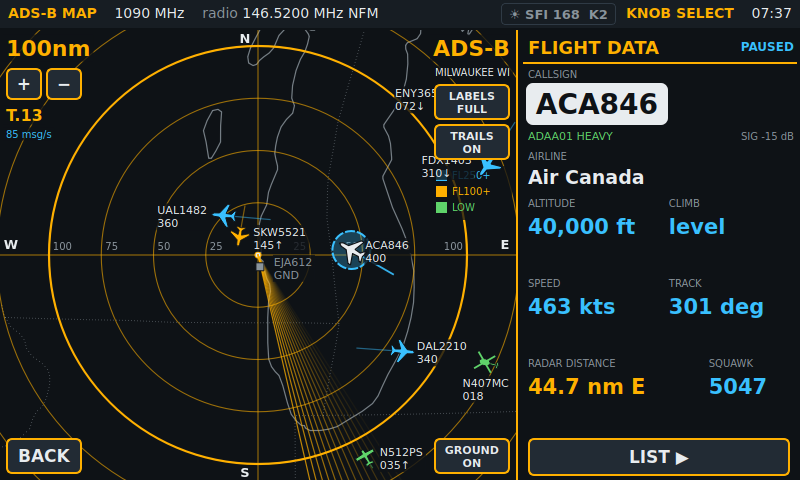 ADS-B MAP 1090 MHz radio 146.5200 MHz NFM ☀ SFI 168 K2 KNOB SELECT 07:37
100nm
+ −
T.13
85 msg/s
N
ADS-B
MILWAUKEE WI
LABELS
FULL
TRAILS
ON
FL250+
FL100+
LOW
ENY365
072↓
FDX1403
310↓
UAL1482
360
SKW5521
145↑
EJA612
GND
ACA846
400
W 100 75 50 25 25 100 E
DAL2210
340
N407MC
018
N512PS
035↑
S
BACK
GROUND
ON
FLIGHT DATA PAUSED
CALLSIGN
ACA846
ADAA01 HEAVY SIG -15 dB
AIRLINE
Air Canada
ALTITUDE CLIMB
40,000 ft level
SPEED TRACK
463 kts 301 deg
RADAR DISTANCE SQUAWK
44.7 nm E 5047
LIST ▶